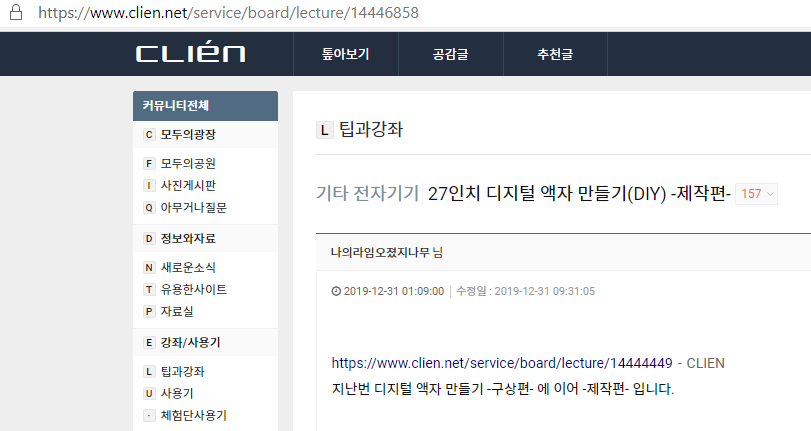 https://www.clien.net/service/board/lecture/14446858
CLIéN 톺아보기 공감글 추천글
커뮤니티전체
C 모두의광장
F 모두의공원
I 사진게시판
Q 아무거나질문
D 정보와자료
N 새로운소식
T 유용한사이트
P 자료실
E 강좌/사용기
L 팁과강좌
U 사용기
· 체험단사용기
L 팁과강좌
기타 전자기기 27인치 디지털 액자 만들기(DIY) -제작편- 157
나의라임오졌지나무 님
2019-12-31 01:09:00 수정일 : 2019-12-31 09:31:05
https://www.clien.net/service/board/lecture/14444449 - CLIEN
지난번 디지털 액자 만들기 -구상편- 에 이어 -제작편- 입니다.